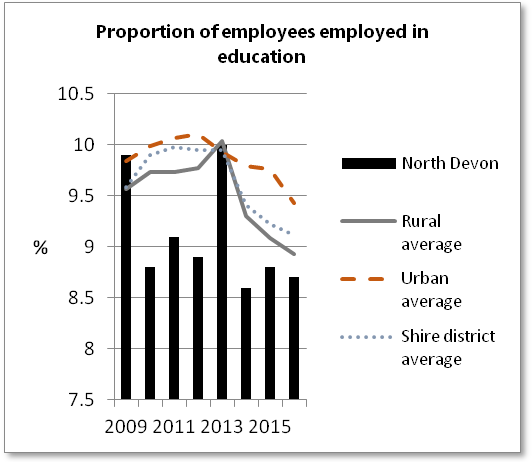 Proportion of employees employed in
education
10.5
10
9.5
9
8.5
8
7.5
%
2009 2011 2013 2015
North Devon
Rural
average
Urban
average
Shire district
average